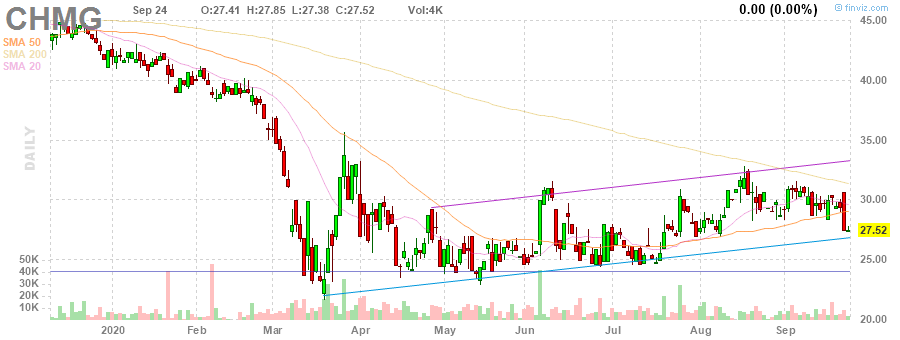 CHMG
Sep 24 O:27.41 H:27.85 L:27.38 C:27.52 Vol:4K 0.00 (0.00%) © finviz.com
SMA 50
SMA 200
SMA 20
DAILY
45.00
40.00
35.00
30.00
27.52
25.00
20.00
50K
40K
30K
20K
10K
2020 Feb Mar Apr May Jun Jul Aug Sep